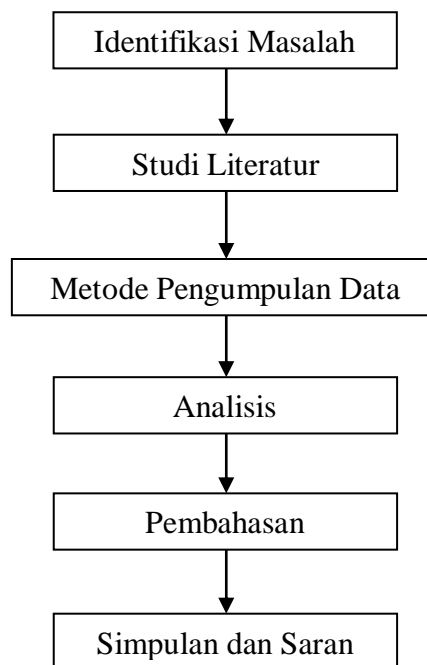 Identifikasi Masalah
Studi Literatur
Metode Pengumpulan Data
Analisis
Pembahasan
Simpulan dan Saran